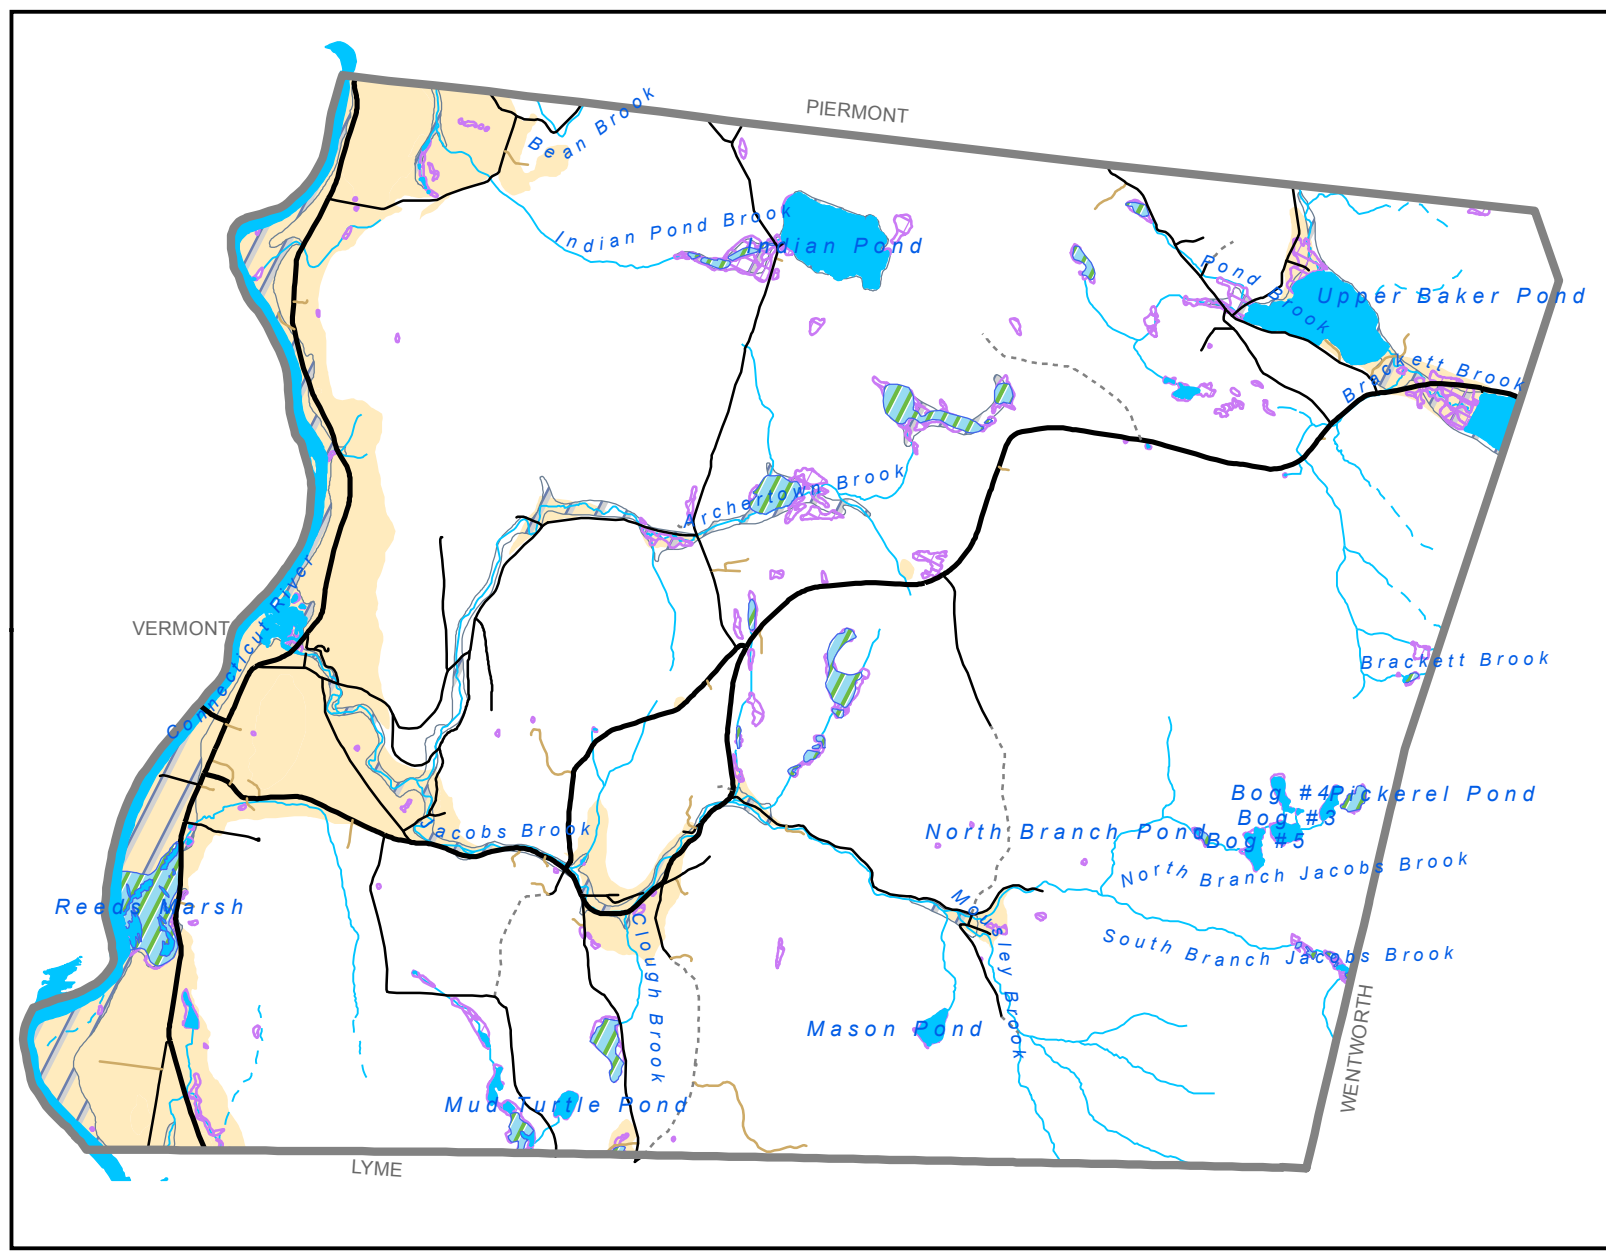 PIERMONT
Bean Brook
Indian Pond Brook
Indian Pond
Pond Brook
Upper Baker Pond
Brackett Brook
Archertown Brook
VERMONT
Connecticut River
Brackett Brook
Bog #4
Pickerel Pond
Bog #3
North Branch Pond
Bog #5
Jacobs Brook
North Branch Jacobs Brook
Reeds Marsh
Mousley Brook
Clough Brook
South Branch Jacobs Brook
Mason Pond
WENTWORTH
Mud Turtle Pond
LYME